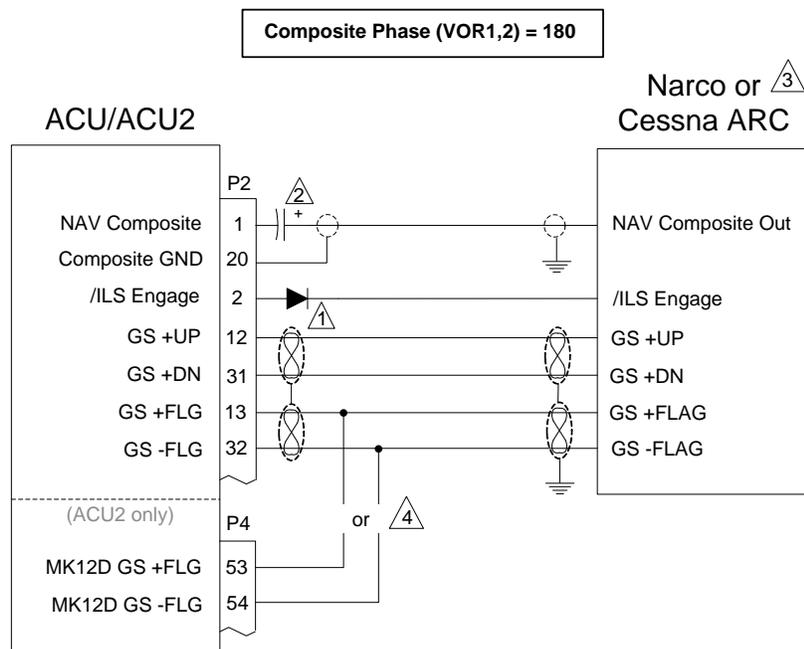 Composite Phase (VOR1,2) = 180
Narco or 3
Cessna ARC
ACU/ACU2
P2
2
+
NAV Composite 1 NAV Composite Out
Composite GND 20
/ILS Engage 2 /ILS Engage
1
GS +UP 12 GS +UP
GS +DN 31 GS +DN
GS +FLG 13 GS +FLAG
GS -FLG 32 GS -FLAG
(ACU2 only)
P4
or 4
MK12D GS +FLG 53
MK12D GS -FLG 54